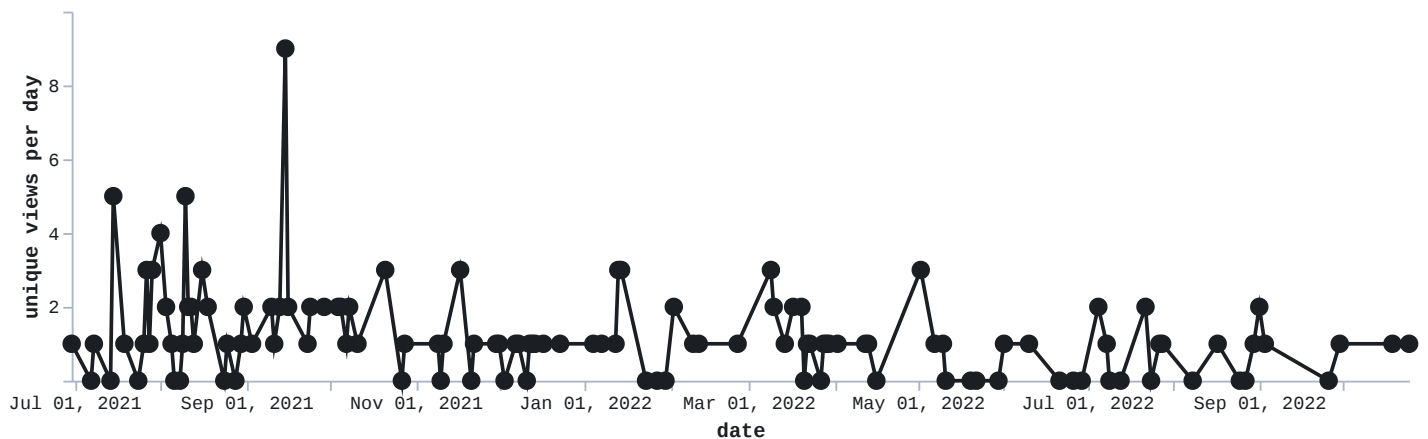 unique views per day
8
6
4
2
Jul 01, 2021
Sep 01, 2021
Nov 01, 2021
Jan 01, 2022
Mar 01, 2022
May 01, 2022
Jul 01, 2022
Sep 01, 2022
date